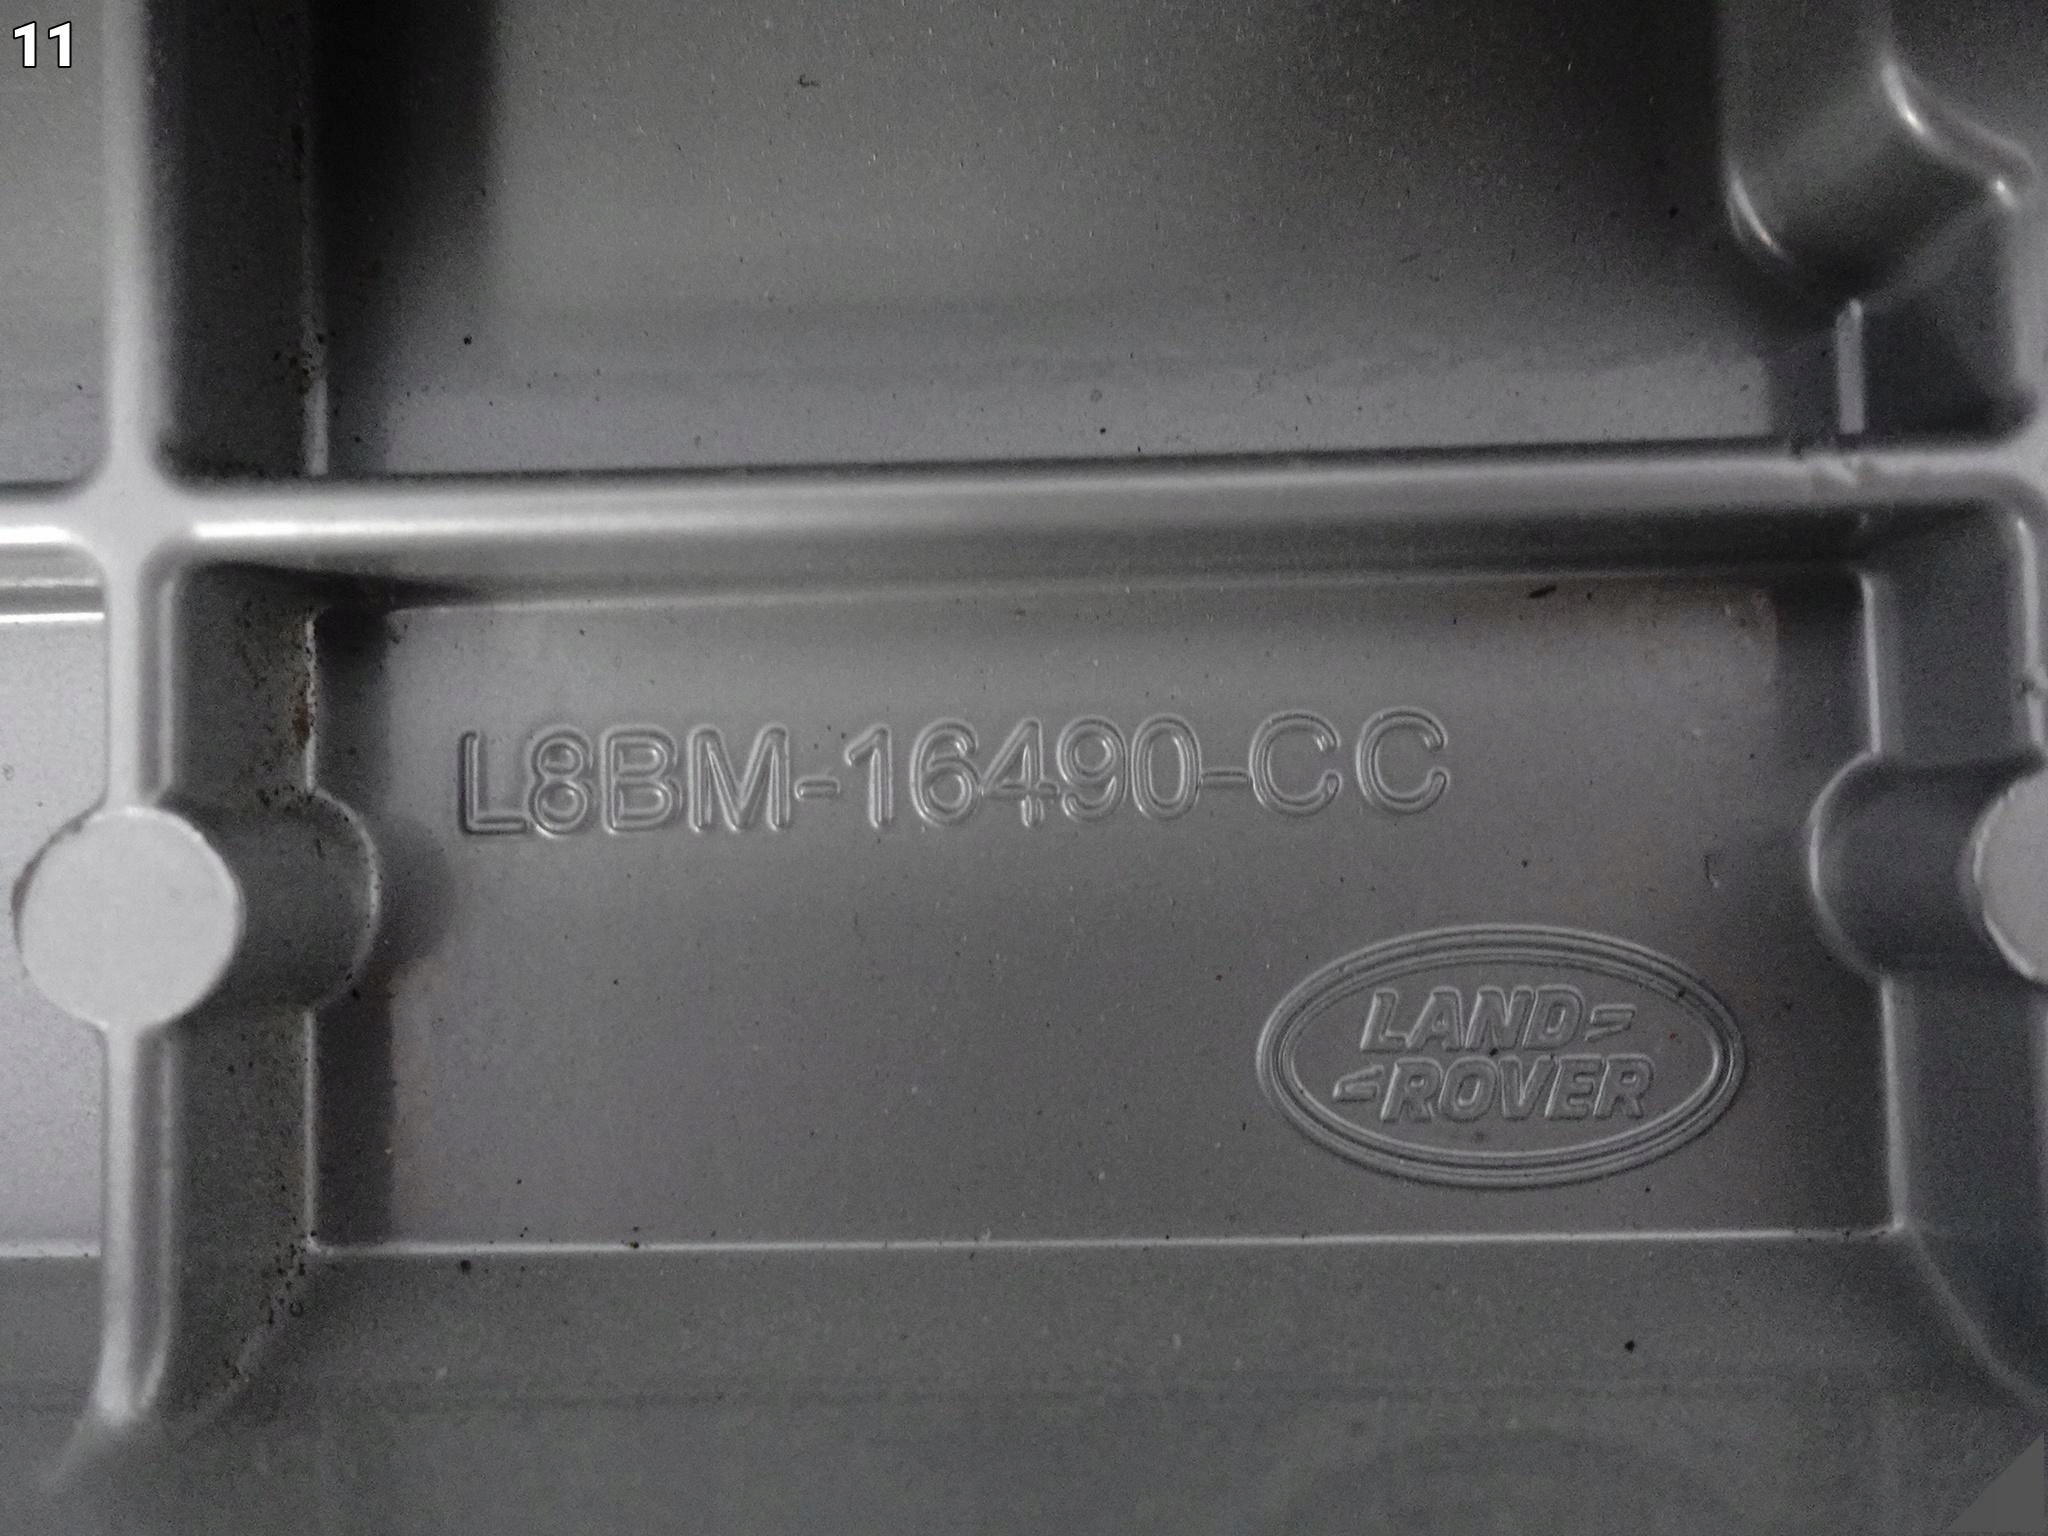 11
L8BM-16490-CC
LAND
ROVER